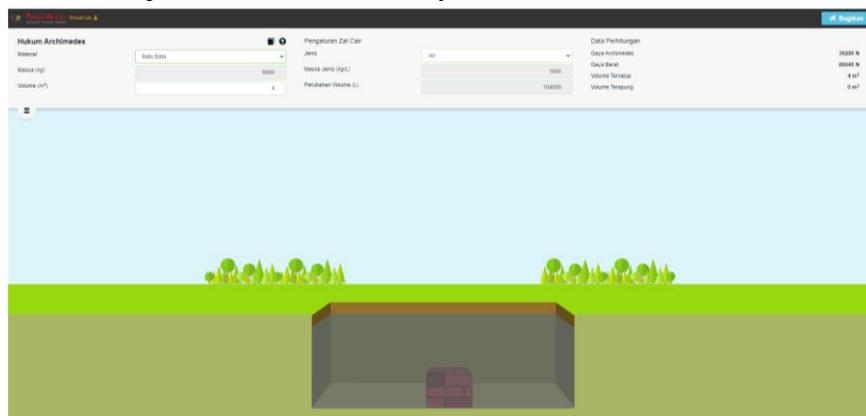 Bagikan
Hukum Archimedes
Material
Batu Bata
Massa (Kg)
6800
Volume (m³)
4
Pengaturan Zat Cair
Jenis
Air
Massa Jenis (Kg/L)
1000
Perubahan Volume (L)
104000
Data Perhitungan
Gaya Archimedes
39200 N
Gaya Berat
66640 N
Volume Tercelup
4 m³
Volume Terapung
0 m³